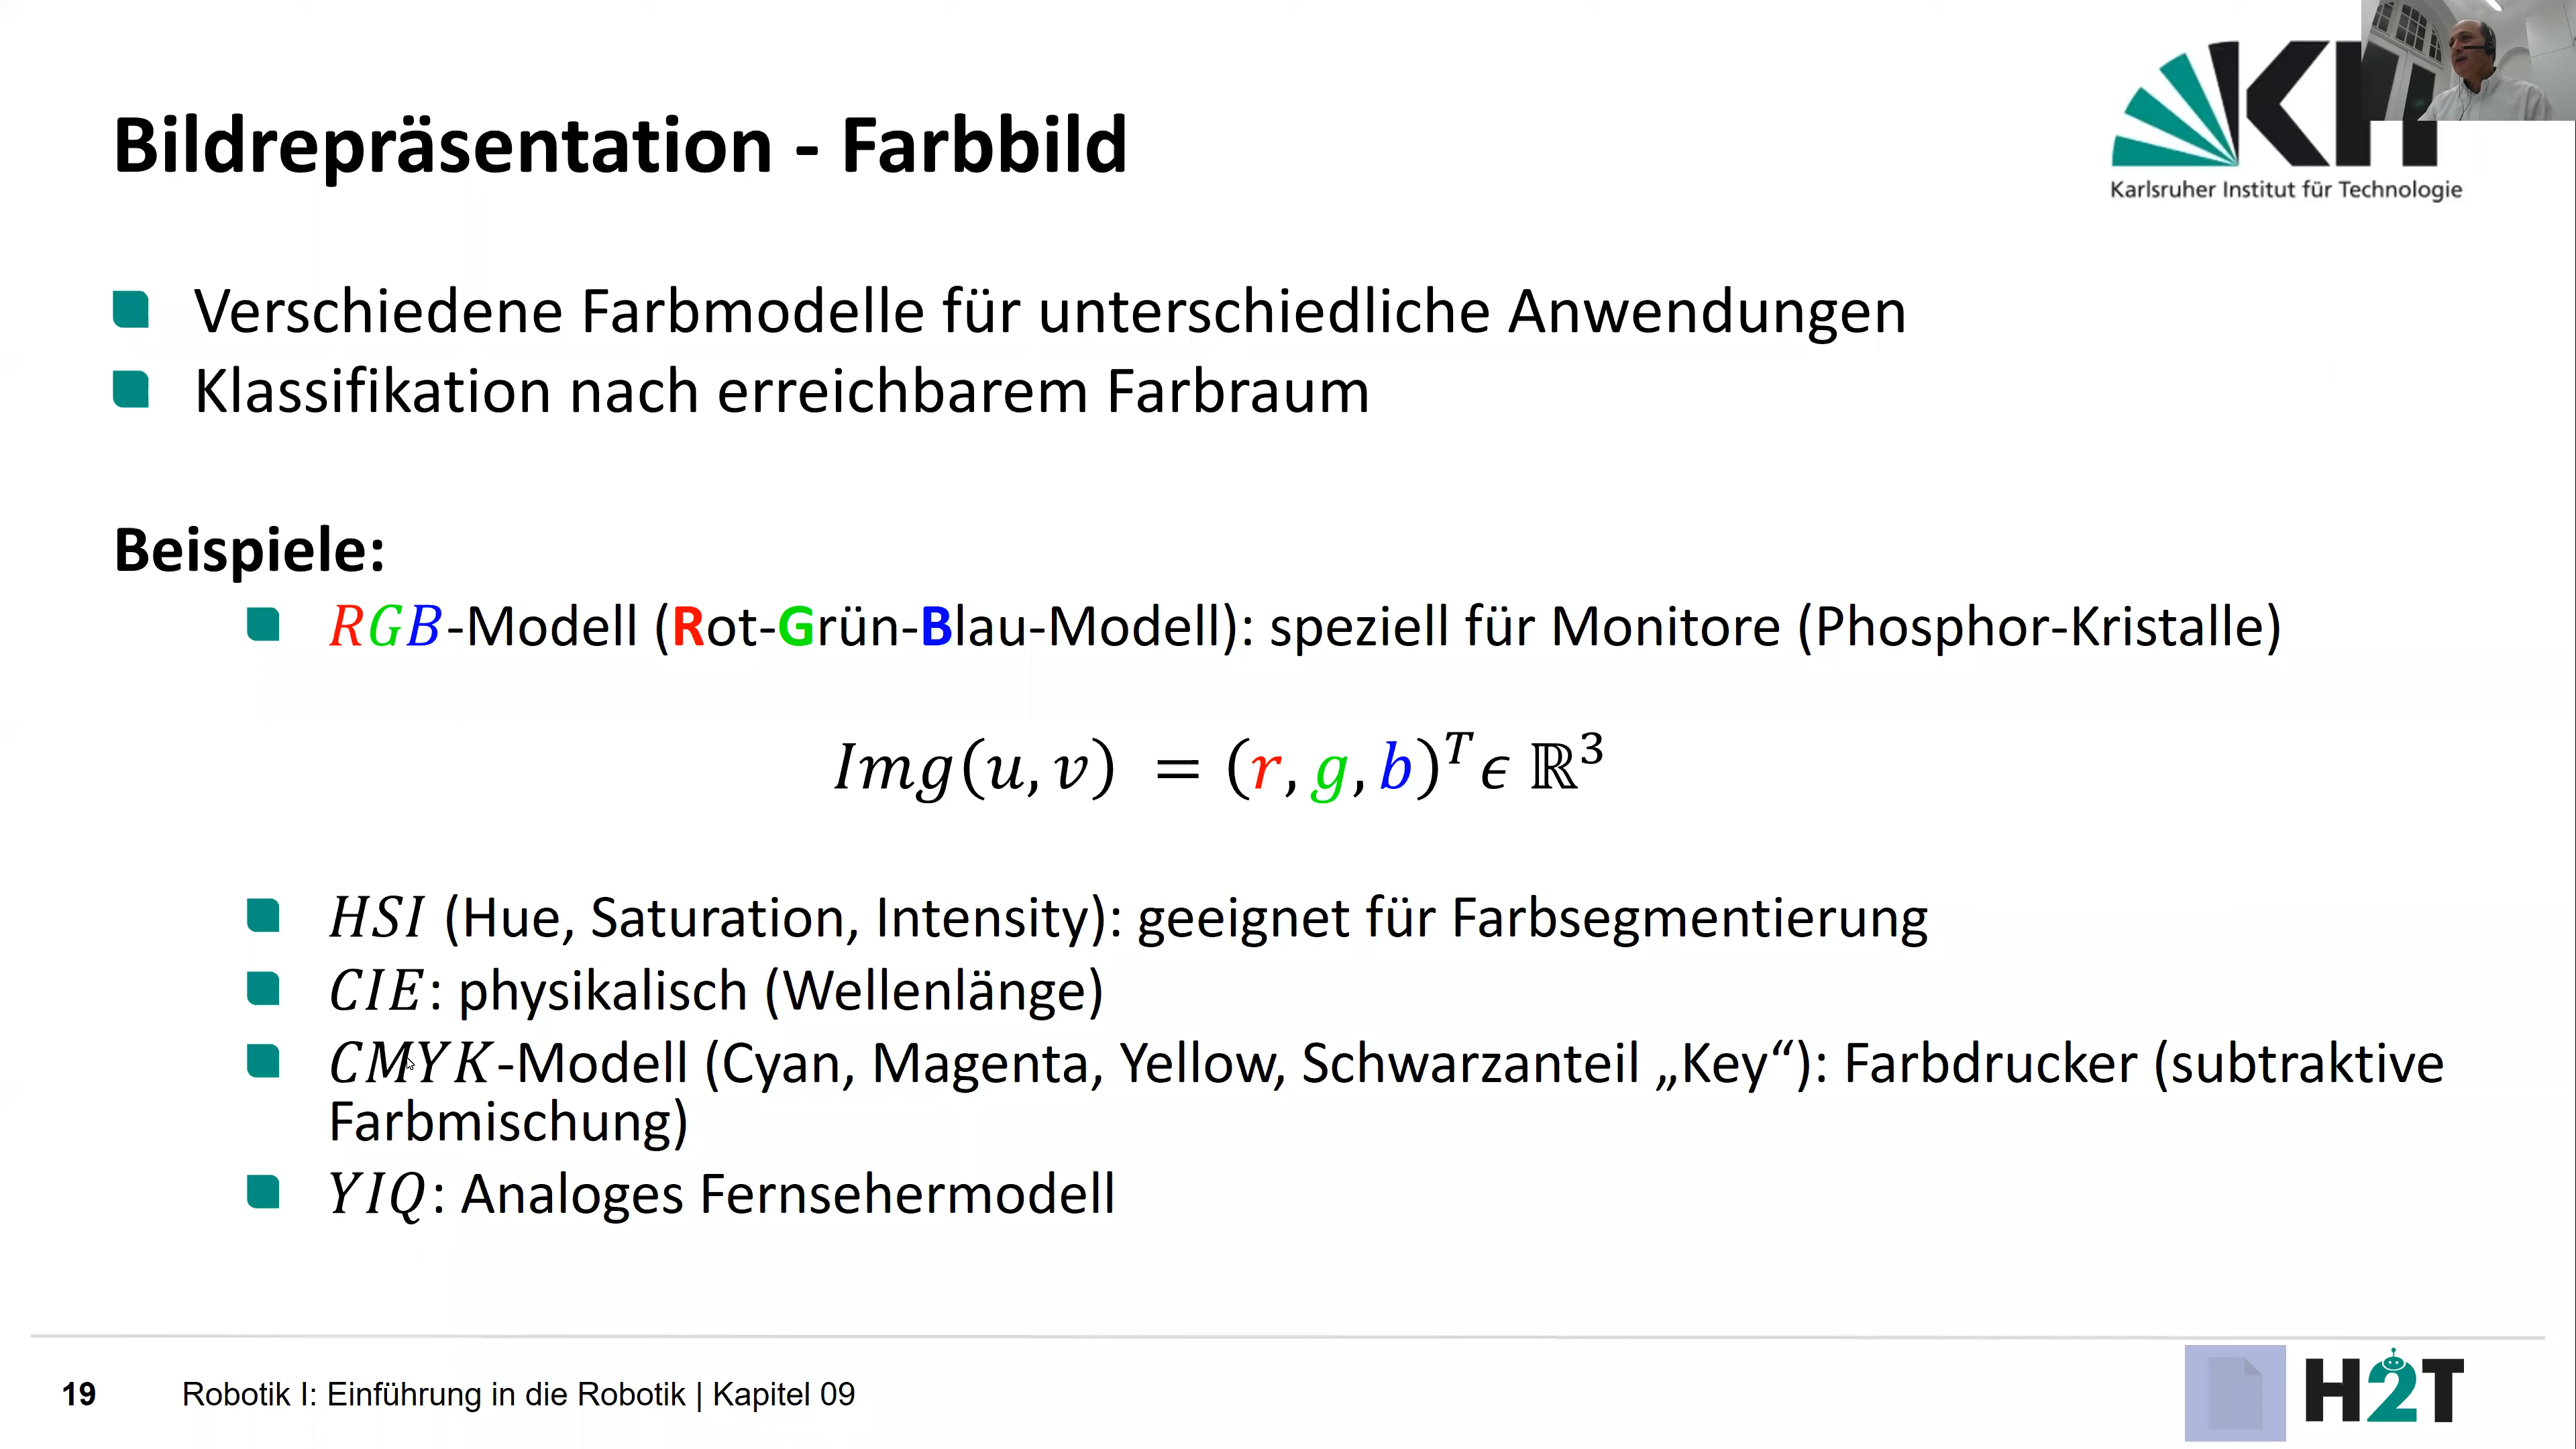 Bildrepräsentation - Farbbild
Karlsruher Institut für Technologie
Verschiedene Farbmodelle für unterschiedliche Anwendungen
Klassifikation nach erreichbarem Farbraum
Beispiele:
RGB-Modell (Rot-Grün-Blau-Modell): speziell für Monitore (Phosphor-Kristalle)
Img(u, v) = (r, g, b)^T ϵ ℝ^3
HSI (Hue, Saturation, Intensity): geeignet für Farbsegmentierung
CIE: physikalisch (Wellenlänge)
CMYK-Modell (Cyan, Magenta, Yellow, Schwarzanteil „Key“): Farbdrucker (subtraktive
Farbmischung)
YIQ: Analoges Fernsehermodell
19 Robotik I: Einführung in die Robotik | Kapitel 09
H2T